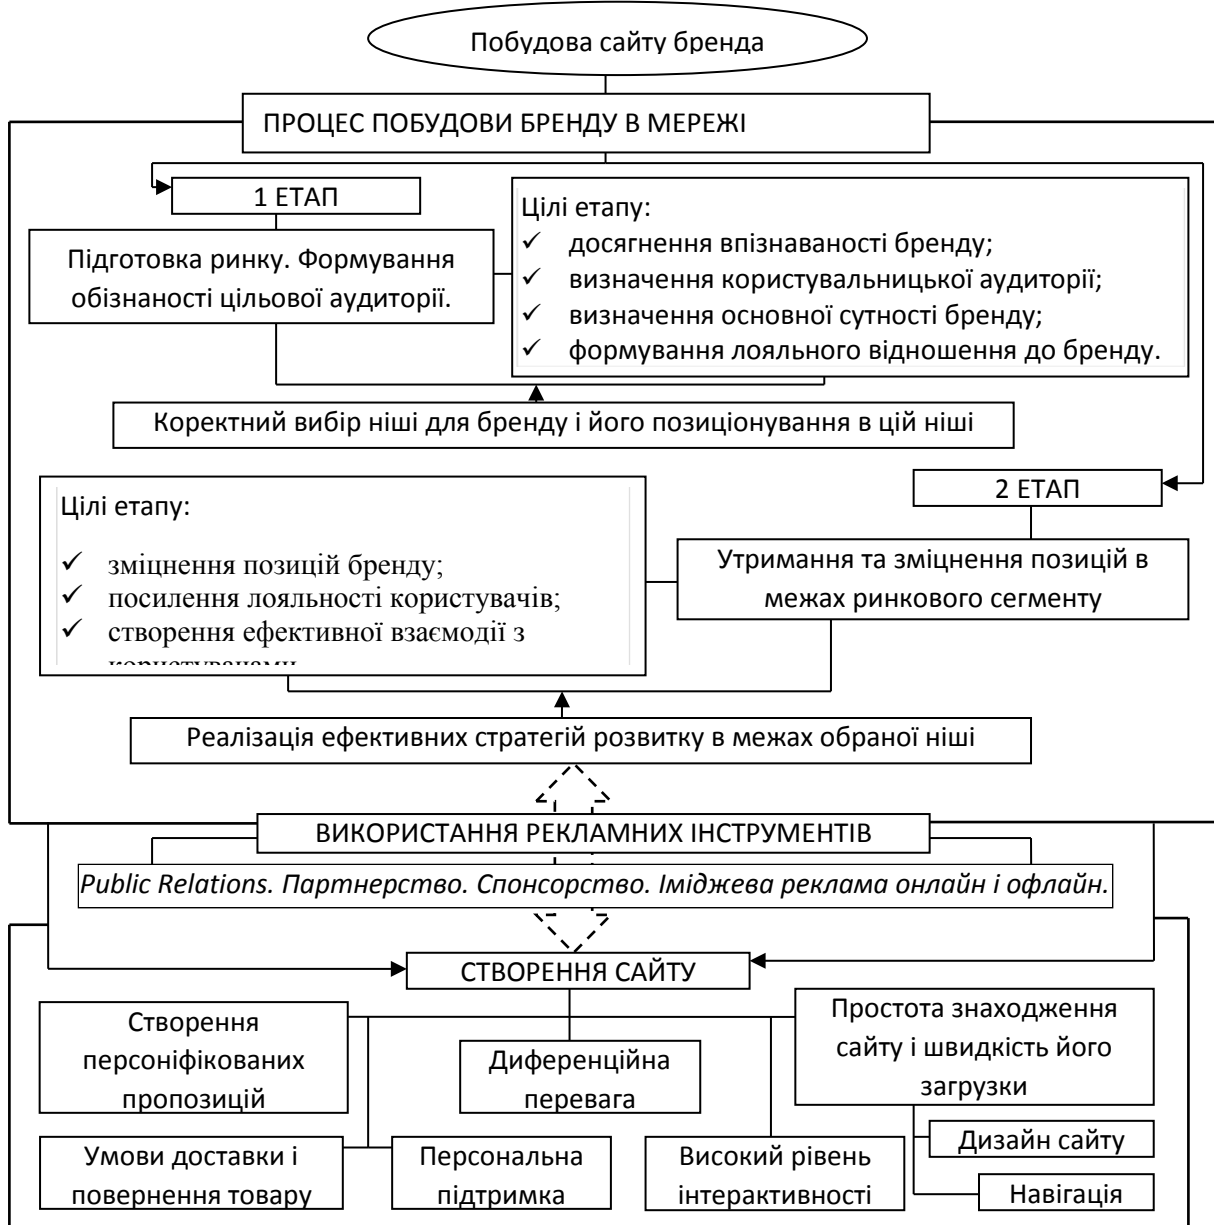 Побудова сайту бренда
ПРОЦЕС ПОБУДОВИ БРЕНДУ В МЕРЕЖІ
1 ЕТАП
Підготовка ринку. Формування
обізнаності цільової аудиторії.
Цілі етапу:
✓ досягнення впізнаваності бренду;
✓ визначення користувальницької аудиторії;
✓ визначення основної сутності бренду;
✓ формування лояльного відношення до бренду.
Коректний вибір ніші для бренду і його позиціонування в цій ніші
2 ЕТАП
Утримання та зміцнення позицій в
межах ринкового сегменту
Цілі етапу:
✓ зміцнення позицій бренду;
✓ посилення лояльності користувачів;
✓ створення ефективної взаємодії з
Реалізація ефективних стратегій розвитку в межах обраної ніші
ВИКОРИСТАННЯ РЕКЛАМНИХ ІНСТРУМЕНТІВ
Public Relations. Партнерство. Спонсорство. Іміджева реклама онлайн і офлайн.
СТВОРЕННЯ САЙТУ
Створення
персоніфікованих
пропозицій
Диференційна
перевага
Простота знаходження
сайту і швидкість його
загрузки
Умови доставки і
повернення товару
Персональна
підтримка
Високий рівень
інтерактивності
Дизайн сайту
Навігація